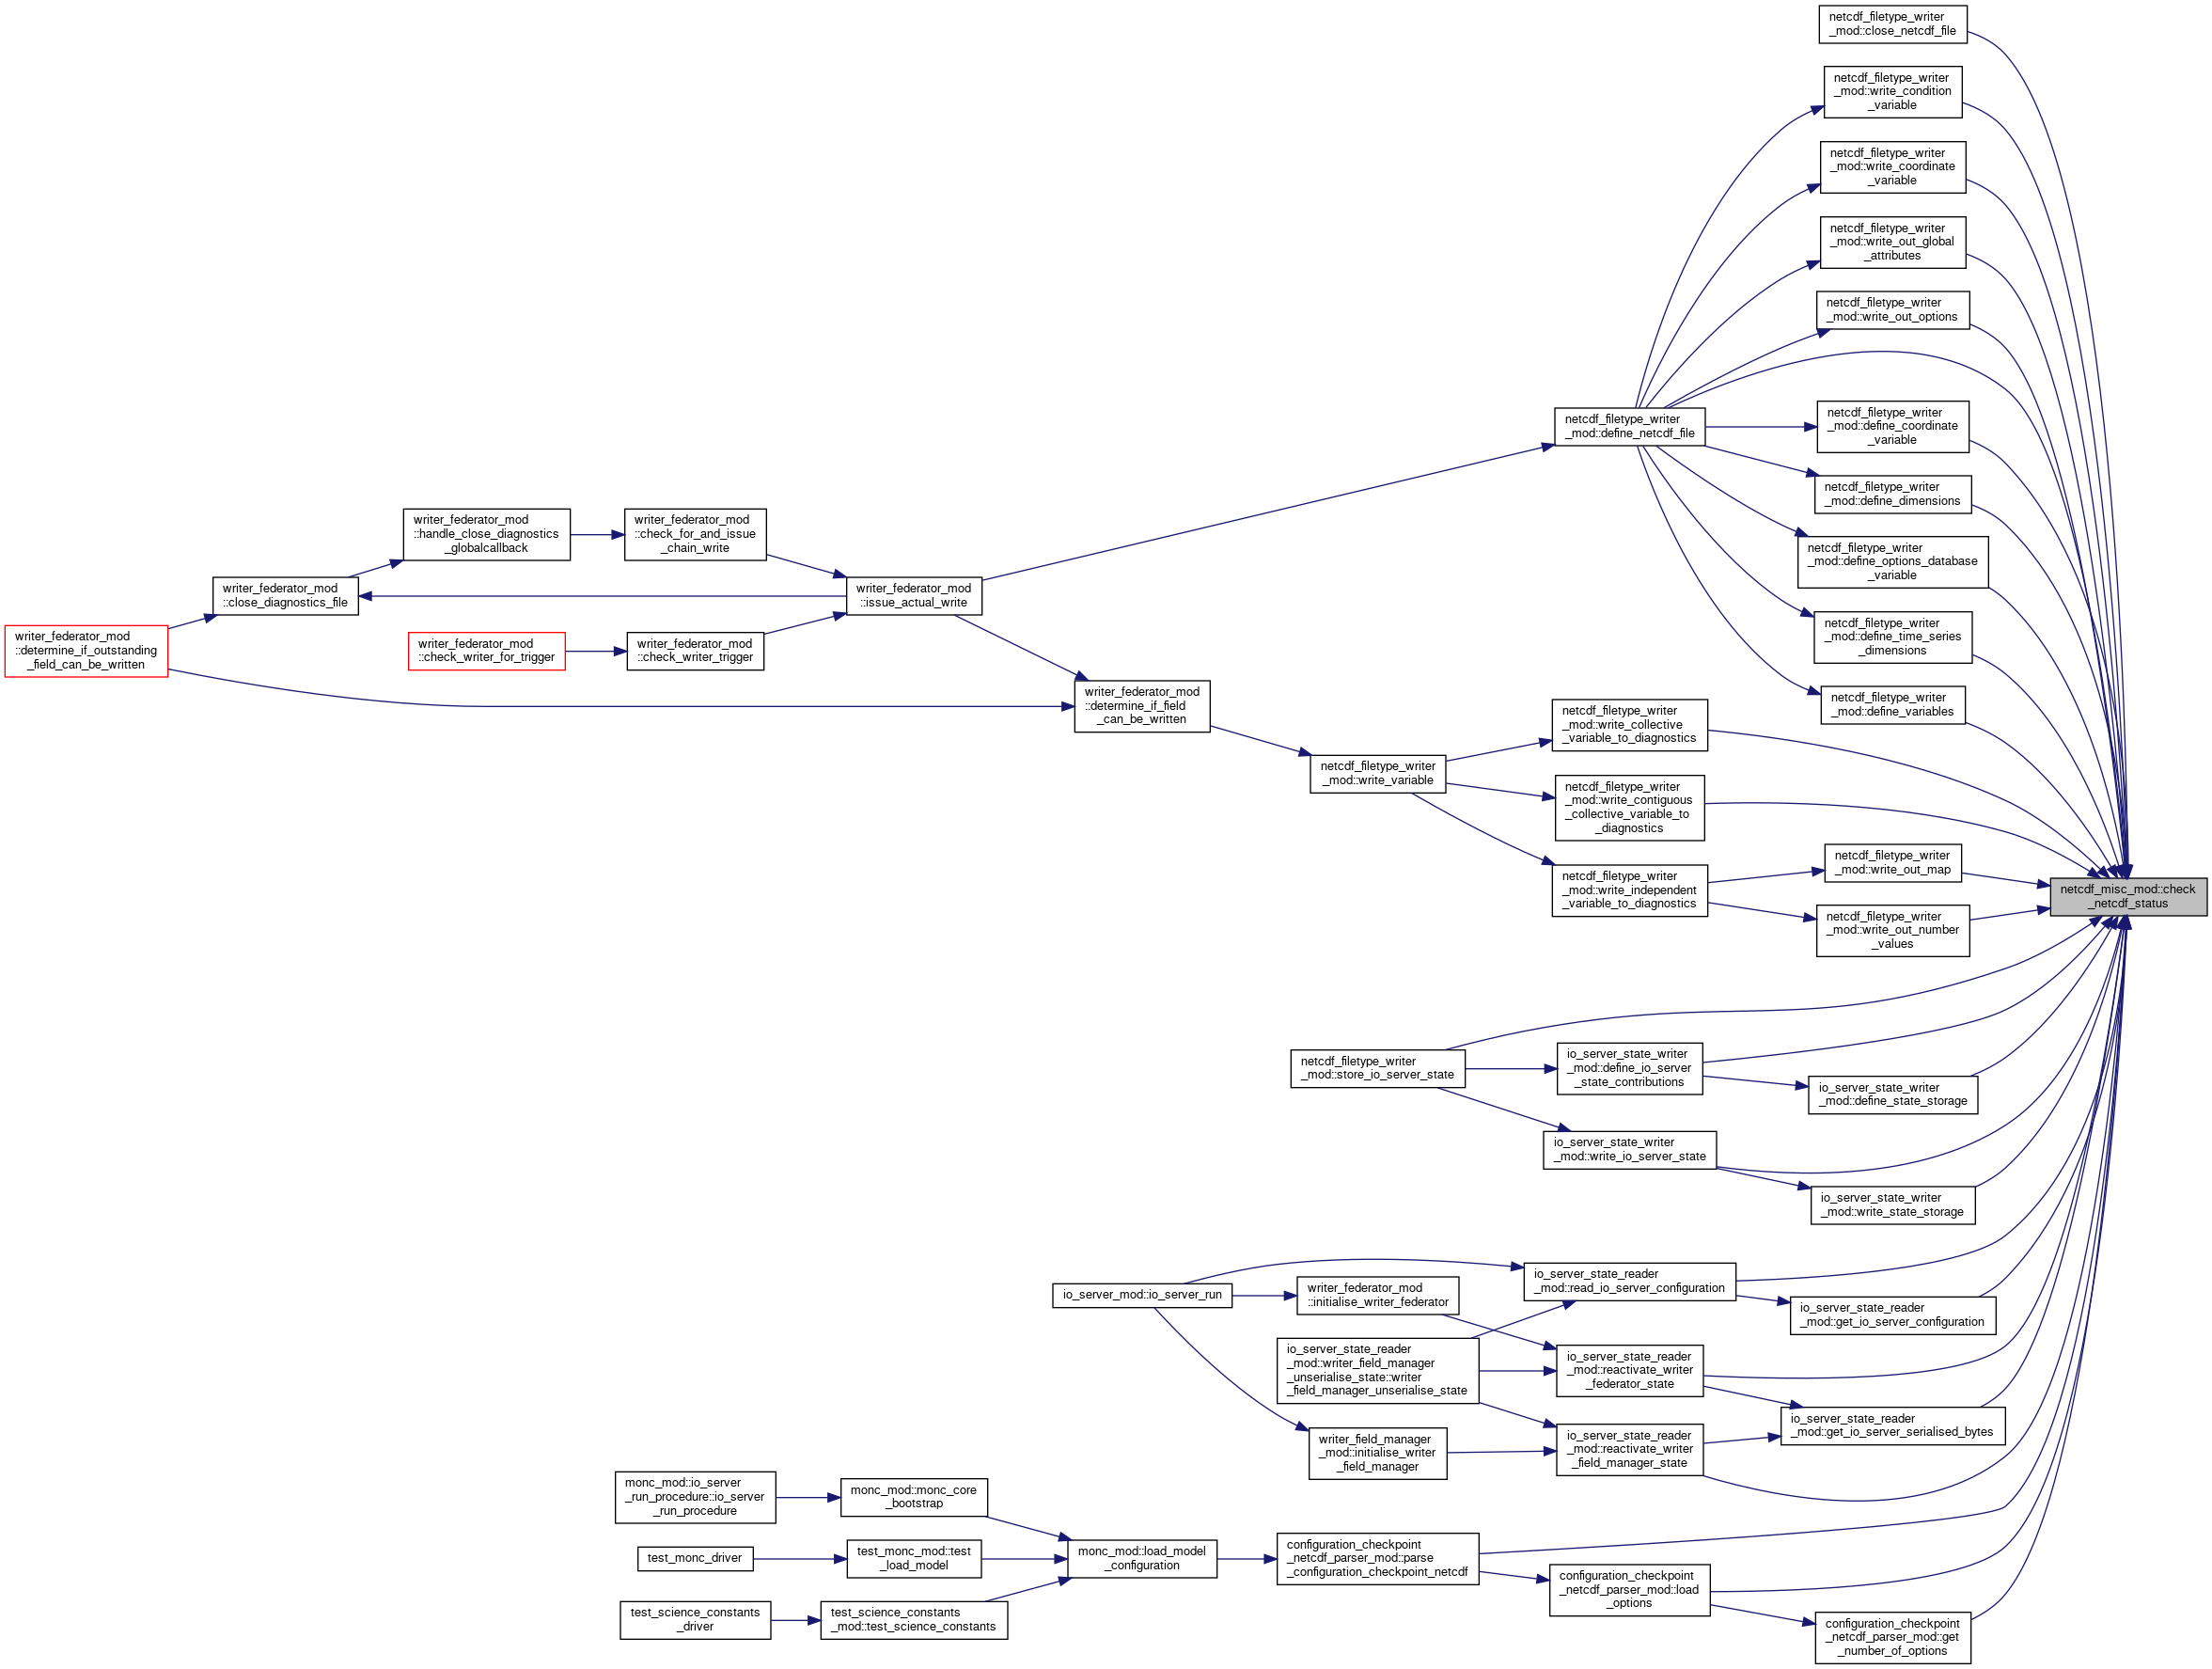 netcdf_filetype_writer
_mod::close_netcdf_file
netcdf_filetype_writer
_mod::write_condition
_variable
netcdf_filetype_writer
_mod::write_coordinate
_variable
netcdf_filetype_writer
_mod::write_out_global
_attributes
netcdf_filetype_writer
_mod::write_out_options
netcdf_filetype_writer
_mod::define_netcdf_file
netcdf_filetype_writer
_mod::define_coordinate
_variable
netcdf_filetype_writer
_mod::define_dimensions
writer_federator_mod
::handle_close_diagnostics
_globalcallback
writer_federator_mod
::check_for_and_issue
_chain_write
netcdf_filetype_writer
_mod::define_options_database
_variable
writer_federator_mod
::close_diagnostics_file
writer_federator_mod
::issue_actual_write
writer_federator_mod
::determine_if_outstanding
_field_can_be_written
writer_federator_mod
::check_writer_for_trigger
writer_federator_mod
::check_writer_trigger
netcdf_filetype_writer
_mod::define_time_series
_dimensions
writer_federator_mod
::determine_if_field
_can_be_written
netcdf_filetype_writer
_mod::define_variables
netcdf_filetype_writer
_mod::write_collective
_variable_to_diagnostics
netcdf_filetype_writer
_mod::write_variable
netcdf_filetype_writer
_mod::write_contiguous
_collective_variable_to
_diagnostics
netcdf_filetype_writer
_mod::write_out_map
netcdf_filetype_writer
_mod::write_independent
_variable_to_diagnostics
netcdf_misc_mod::check
_netcdf_status
netcdf_filetype_writer
_mod::write_out_number
_values
netcdf_filetype_writer
_mod::store_io_server_state
io_server_state_writer
_mod::define_io_server
_state_contributions
io_server_state_writer
_mod::define_state_storage
io_server_state_writer
_mod::write_io_server_state
io_server_state_writer
_mod::write_state_storage
io_server_mod::io_server_run
writer_federator_mod
::initialise_writer_federator
io_server_state_reader
_mod::read_io_server_configuration
io_server_state_reader
_mod::get_io_server_configuration
io_server_state_reader
_mod::writer_field_manager
_unserialise_state::writer
_field_manager_unserialise_state
io_server_state_reader
_mod::reactivate_writer
_federator_state
io_server_state_reader
_mod::get_io_server_serialised_bytes
writer_field_manager
_mod::initialise_writer
_field_manager
io_server_state_reader
_mod::reactivate_writer
_field_manager_state
monc_mod::io_server
_run_procedure::io_server
_run_procedure
monc_mod::monc_core
_bootstrap
test_monc_driver
test_monc_mod::test
_load_model
monc_mod::load_model
_configuration
configuration_checkpoint
_netcdf_parser_mod::parse
_configuration_checkpoint_netcdf
configuration_checkpoint
_netcdf_parser_mod::load
_options
test_science_constants
_driver
test_science_constants
_mod::test_science_constants
configuration_checkpoint
_netcdf_parser_mod::get
_number_of_options